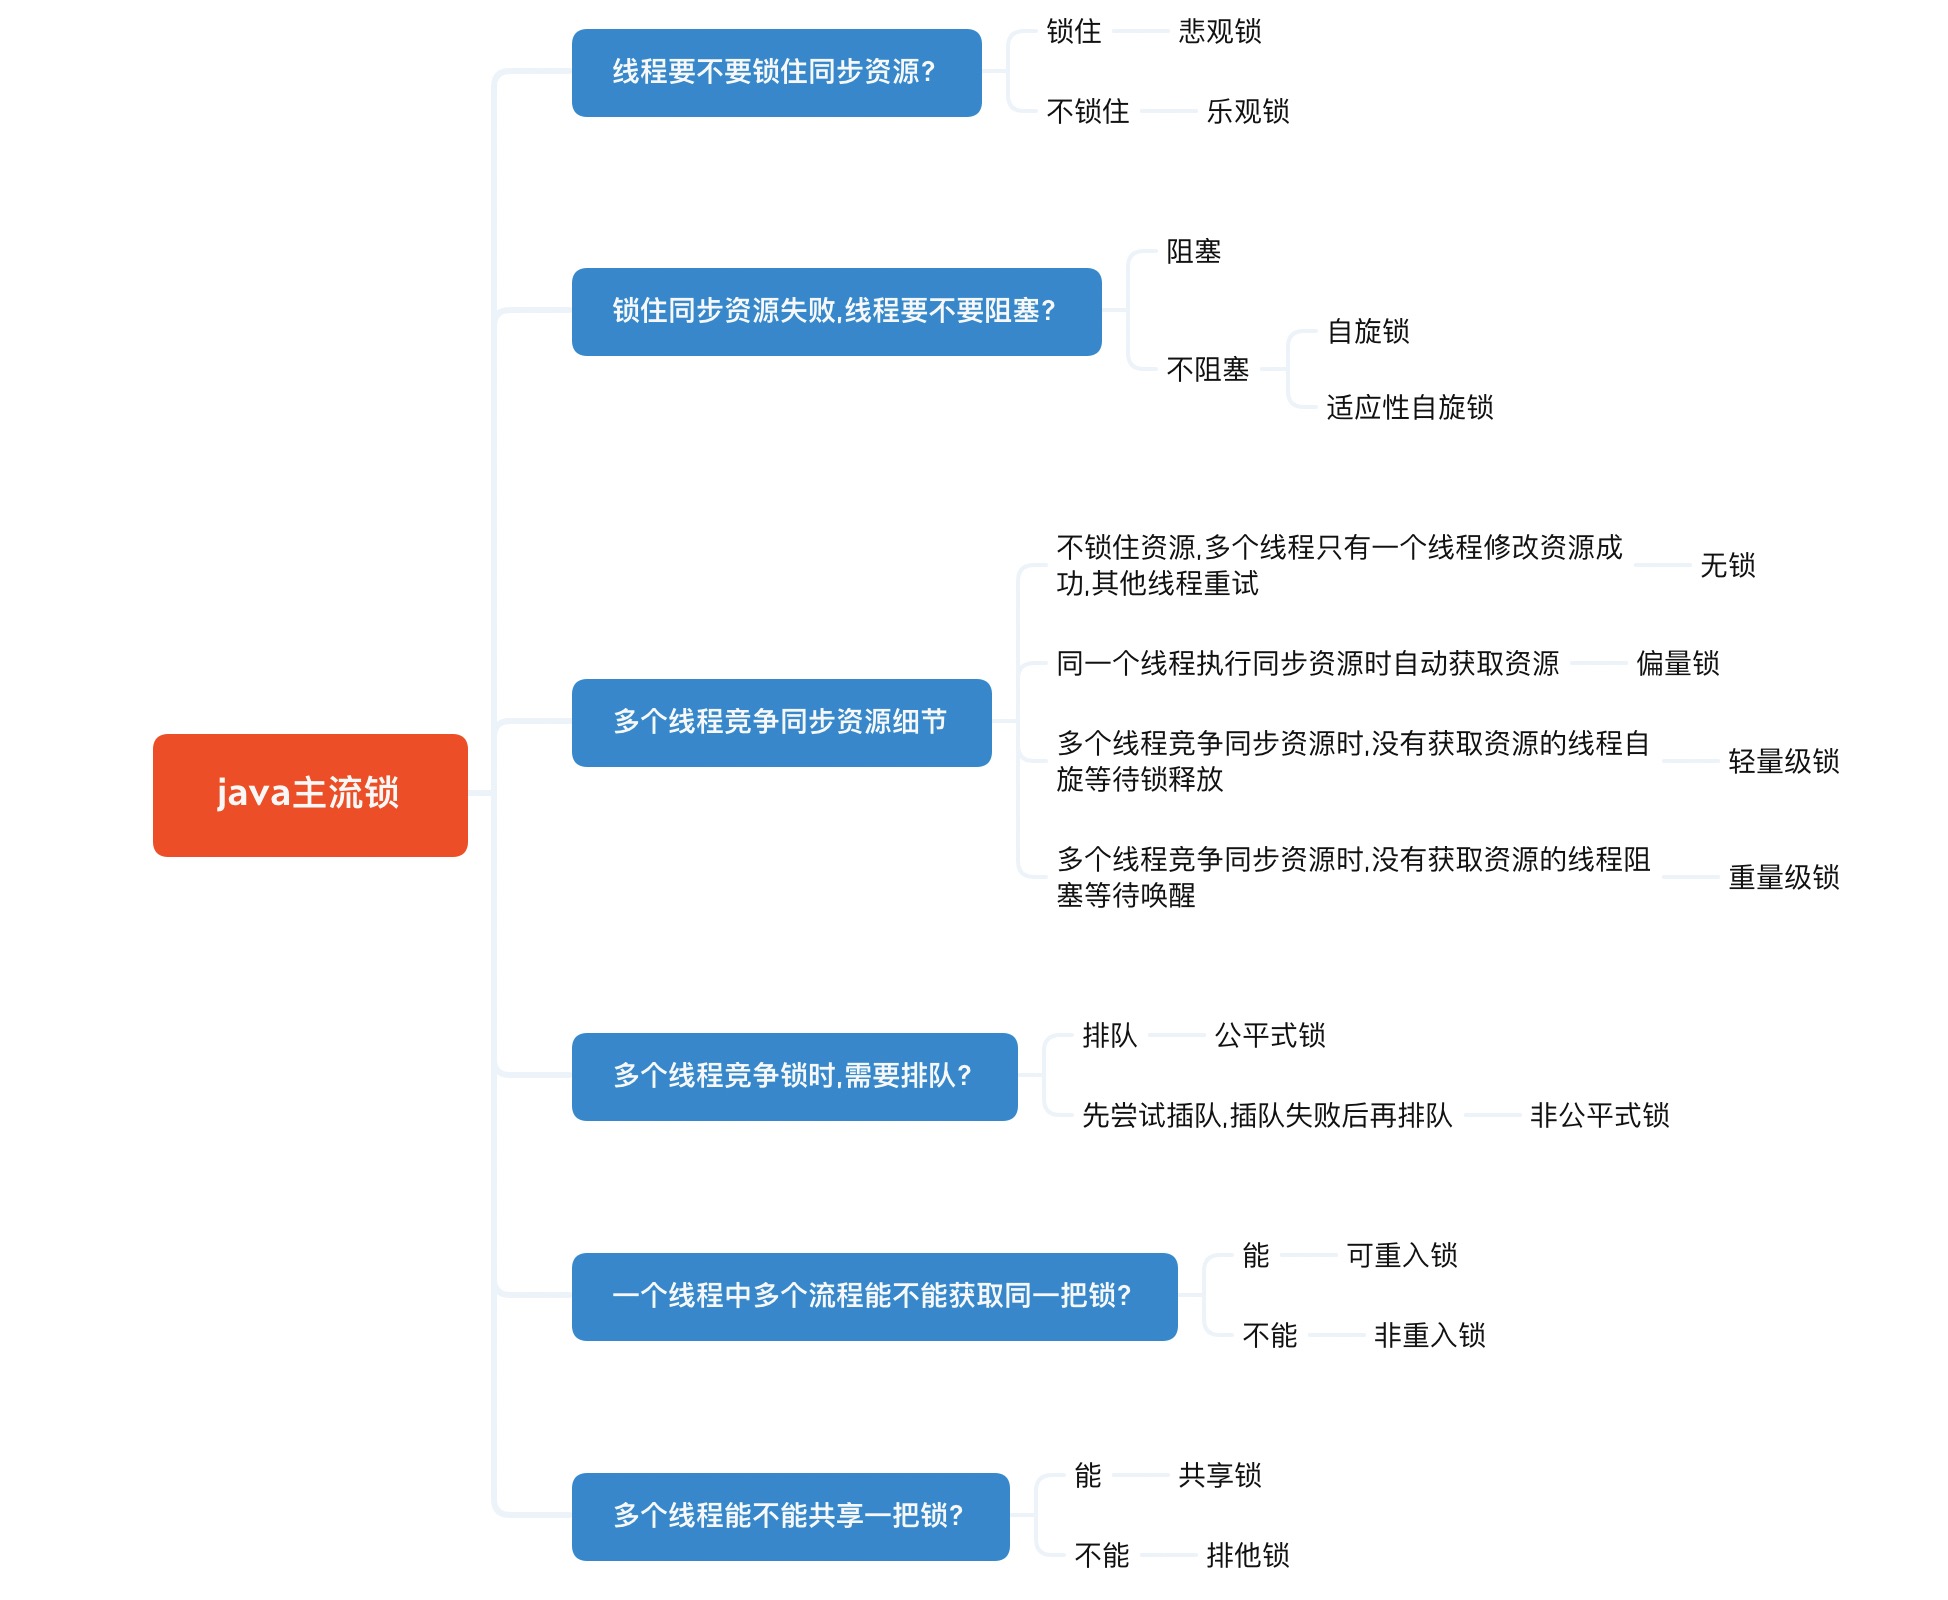 java主流锁
线程要不要锁住同步资源?
锁住
悲观锁
不锁住
乐观锁
锁住同步资源失败,线程要不要阻塞?
阻塞
不阻塞
自旋锁
适应性自旋锁
多个线程竞争同步资源细节
不锁住资源,多个线程只有一个线程修改资源成
功,其他线程重试
无锁
同一个线程执行同步资源时自动获取资源
偏量锁
多个线程竞争同步资源时,没有获取资源的线程自
旋等待锁释放
轻量级锁
多个线程竞争同步资源时,没有获取资源的线程阻
塞等待唤醒
重量级锁
多个线程竞争锁时,需要排队?
排队
公平式锁
先尝试插队,插队失败后再排队
非公平式锁
一个线程中多个流程能不能获取同一把锁?
能
可重入锁
不能
非重入锁
多个线程能不能共享一把锁?
能
共享锁
不能
排他锁